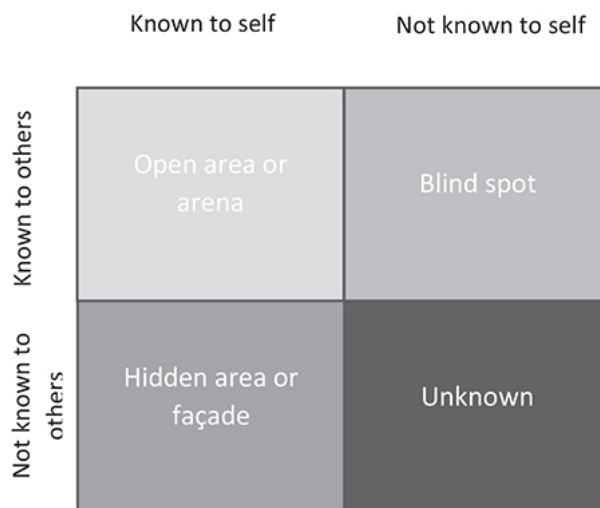 Known to self
Not known to self
Known to others
Open area or
arena
Blind spot
Not known to
others
Hidden area or
façade
Unknown